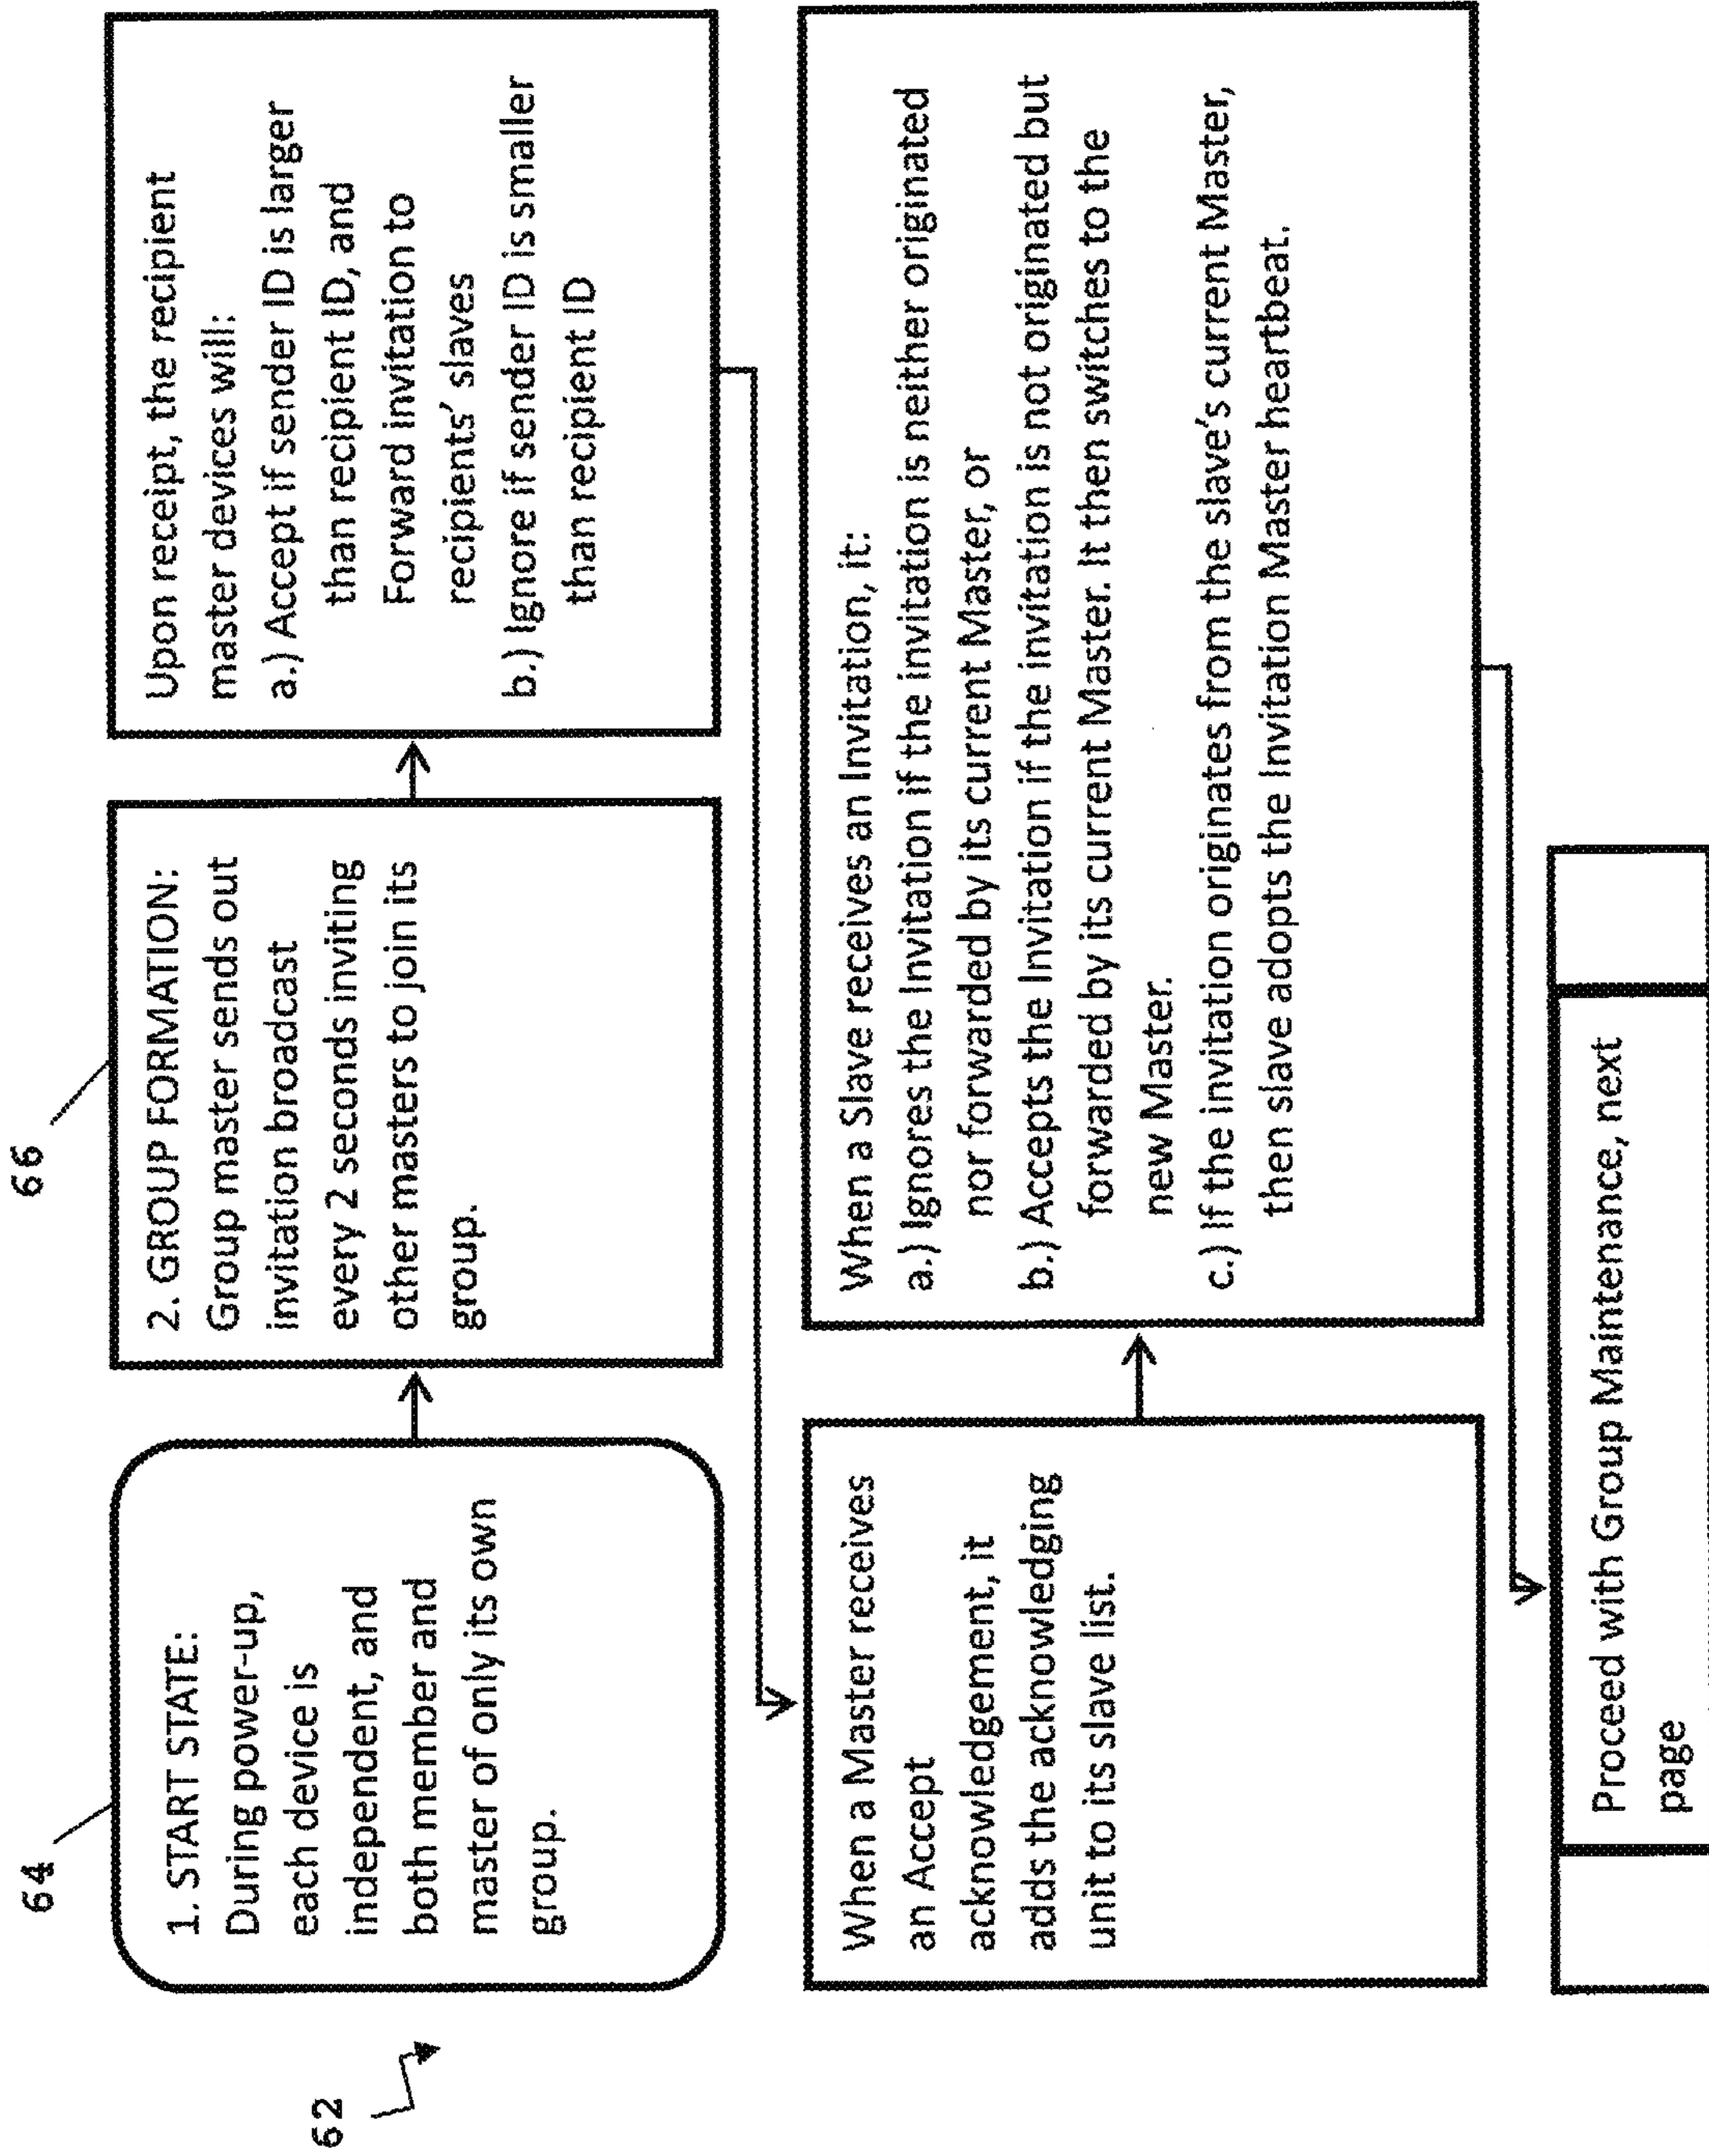 62
64
1. START STATE:
During power-up,
each device is
independent, and
both member and
master of only its own
group.
66
2. GROUP FORMATION:
Group master sends out
invitation broadcast
every 2 seconds inviting
other masters to join its
group.
Upon receipt, the recipient
master devices will:
a.) Accept if sender ID is larger
than recipient ID, and
Forward invitation to
recipients' slaves
b.) Ignore if sender ID is smaller
than recipient ID
When a Master receives
an Accept
acknowledgement, it
adds the acknowledging
unit to its slave list.
When a Slave receives an Invitation, it:
a.) Ignores the Invitation if the invitation is neither originated
nor forwarded by its current Master, or
b.) Accepts the Invitation if the invitation is not originated but
forwarded by its current Master. It then switches to the
new Master.
c.) If the invitation originates from the slave's current Master,
then slave adopts the Invitation Master heartbeat.
Proceed with Group Maintenance, next
page